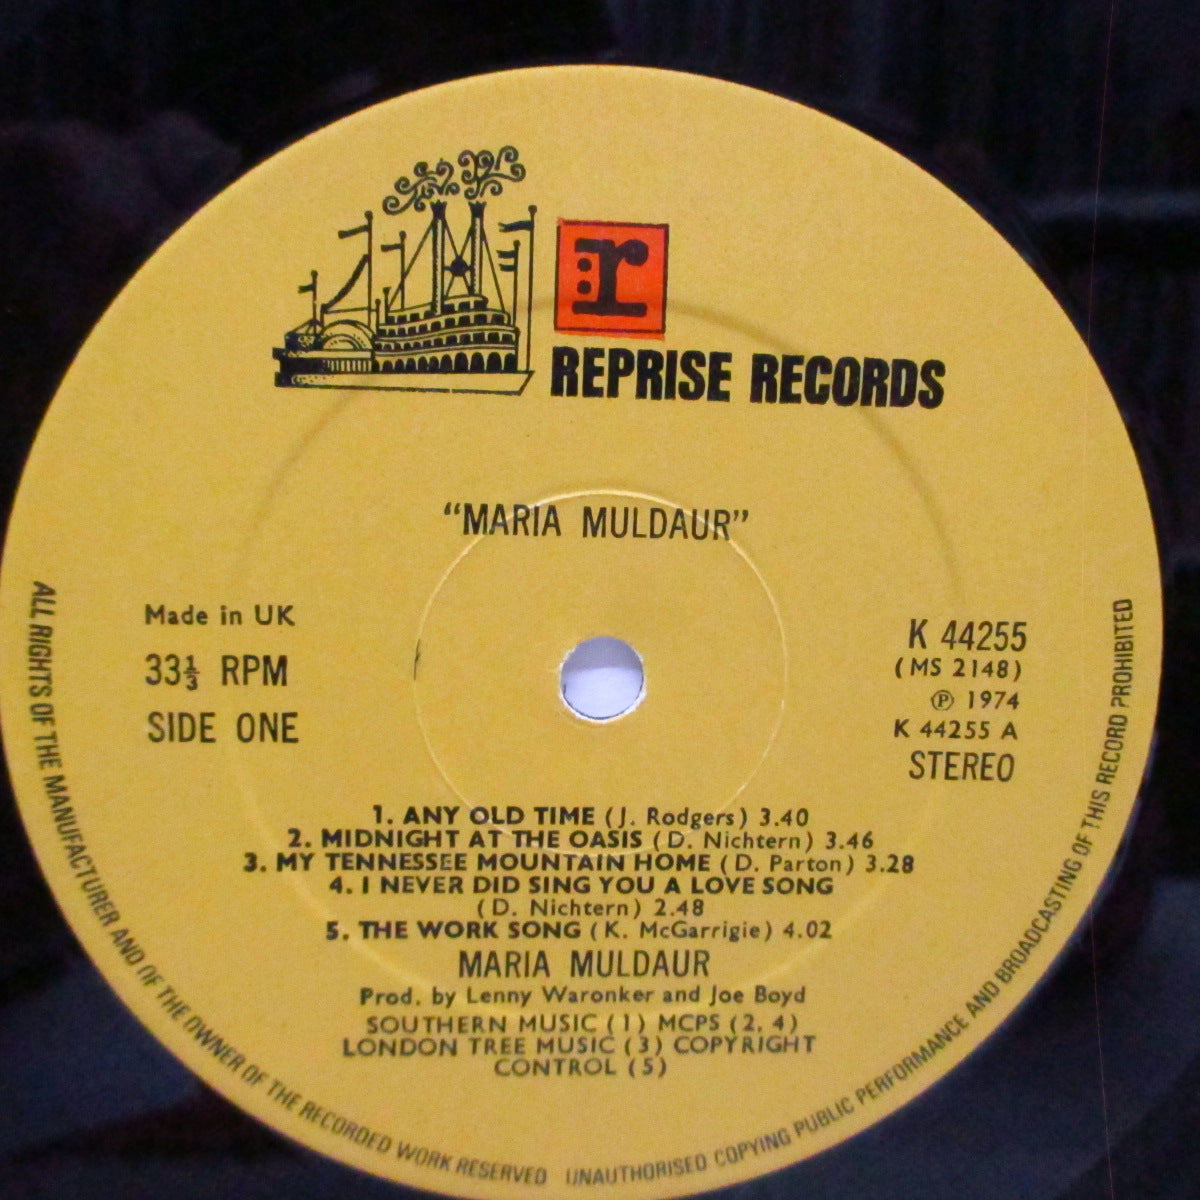 r:
REPRISE RECORDS
"MARIA MULDAUR"
Made in UK
33⅓ RPM
SIDE ONE
K 44255
(MS 2148)
℗ 1974
K 44255 A
STEREO
1. ANY OLD TIME (J. Rodgers) 3.40
2. MIDNIGHT AT THE OASIS (D. Nichtern) 3.46
3. MY TENNESSEE MOUNTAIN HOME (D. Parton) 3.28
4. I NEVER DID SING YOU A LOVE SONG
(D. Nichtern) 2.48
5. THE WORK SONG (K. McGarrigie) 4.02
MARIA MULDAUR
Prod. by Lenny Waronker and Joe Boyd
SOUTHERN MUSIC (1) MCPS (2, 4)
LONDON TREE MUSIC (3) COPYRIGHT
CONTROL (5)
ALL RIGHTS OF THE MANUFACTURER AND OF THE OWNER OF THE RECORDED WORK RESERVED UNAUTHORISED COPYING PUBLIC PERFORMANCE AND BROADCASTING OF THIS RECORD PROHIBITED